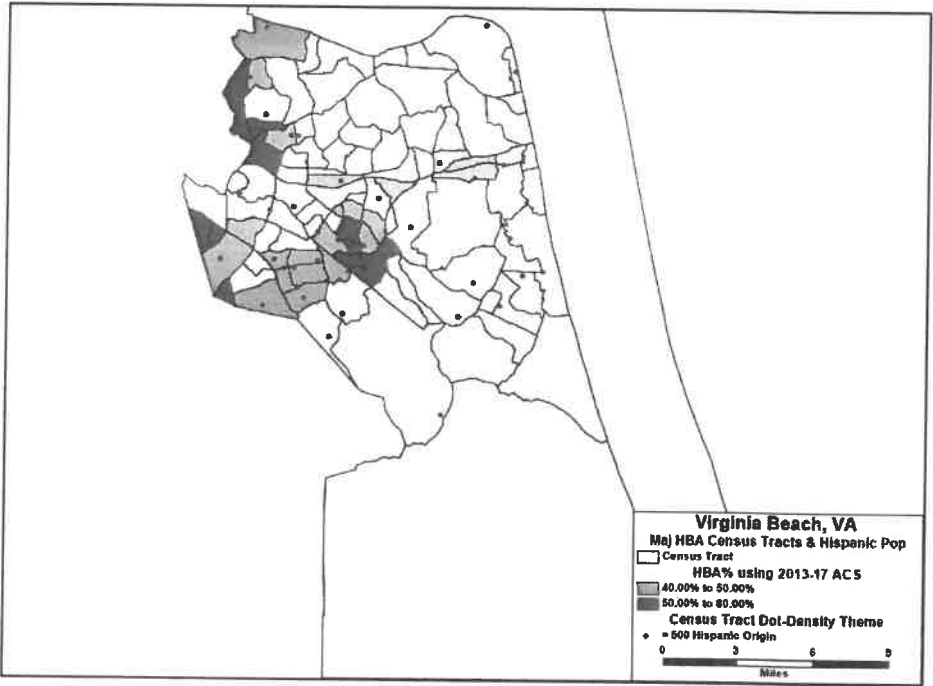 Virginia Beach, VA
Maj HBA Census Tracts & Hispanic Pop
Census Tract
HBA% using 2013-17 ACS
40.00% to 50.00%
50.00% to 80.00%
Census Tract Dot-Density Theme
= 500 Hispanic Origin
0 3 6 9
Miles